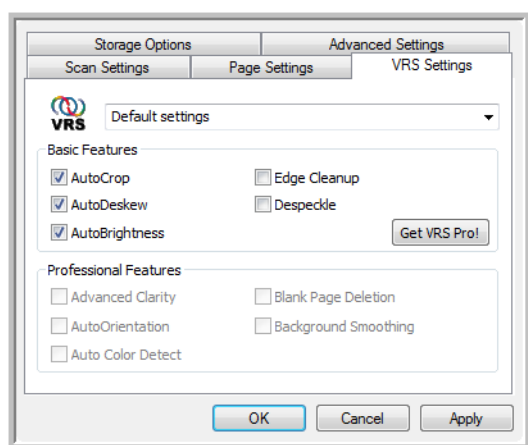 Storage Options Advanced Settings
Scan Settings Page Settings VRS Settings
VRS Default settings
Basic Features
AutoCrop Edge Cleanup
AutoDeskew Despeckle
AutoBrightness Get VRS Pro!
Professional Features
Advanced Clarity Blank Page Deletion
AutoOrientation Background Smoothing
Auto Color Detect
OK Cancel Apply